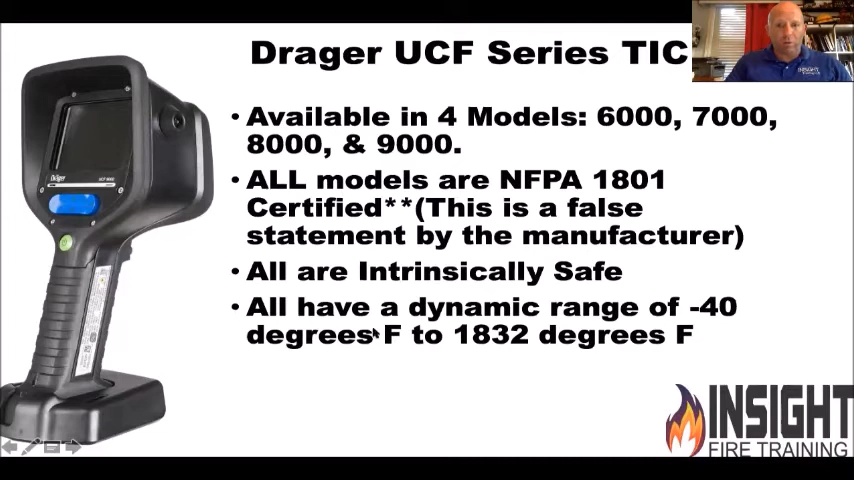 Drager UCF Series TIC
• Available in 4 Models: 6000, 7000,
8000, & 9000.
• ALL models are NFPA 1801
Certified**(This is a false
statement by the manufacturer)
• All are Intrinsically Safe
• All have a dynamic range of -40
degrees F to 1832 degrees F
Dräger
INSIGHT
FIRE TRAINING
INSIGHT